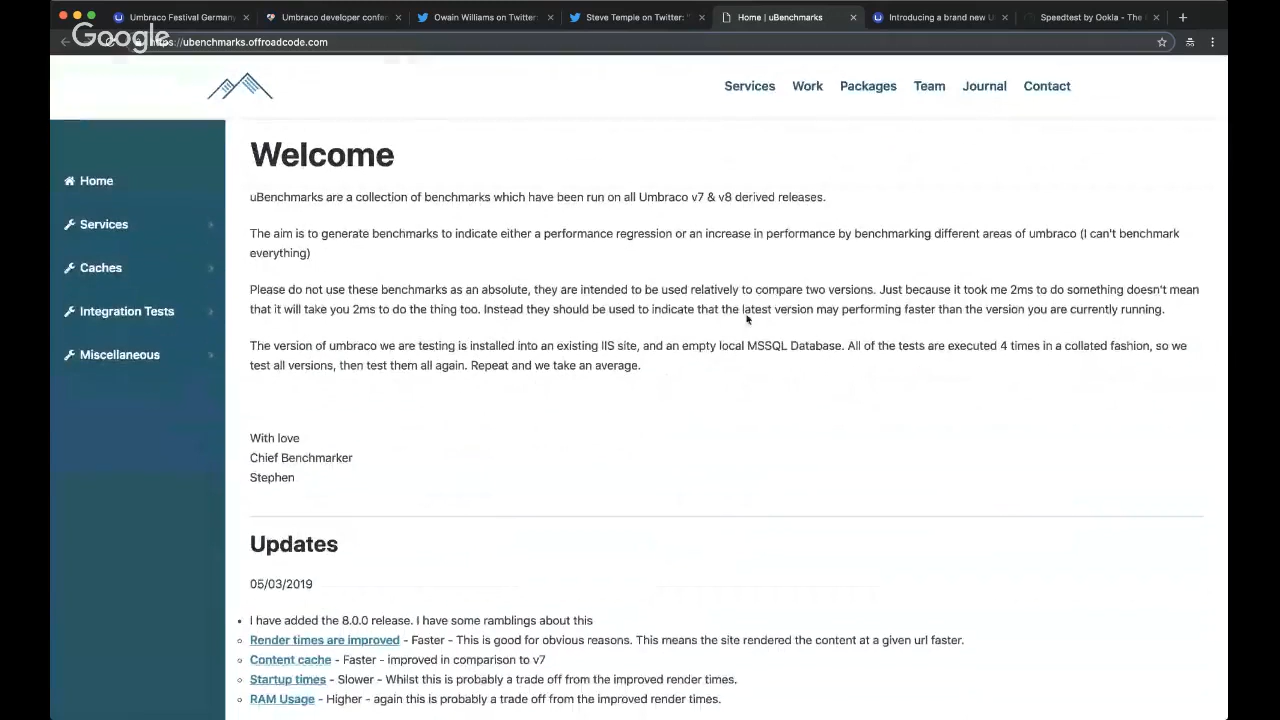 Umbraco Festival Germany
Umbraco developer confer
Owain Williams on Twitter:
Steve Temple on Twitter: "
Home | uBenchmarks
Introducing a brand new U
Speedtest by Ookla - The
Google
https://ubenchmarks.offroadcode.com
Services
Work
Packages
Team
Journal
Contact
Home
Services
Caches
Integration Tests
Miscellaneous
Welcome
uBenchmarks are a collection of benchmarks which have been run on all Umbraco v7 & v8 derived releases.
The aim is to generate benchmarks to indicate either a performance regression or an increase in performance by benchmarking different areas of umbraco (I can't benchmark
everything)
Please do not use these benchmarks as an absolute, they are intended to be used relatively to compare two versions. Just because it took me 2ms to do something doesn't mean
that it will take you 2ms to do the thing too. Instead they should be used to indicate that the latest version may performing faster than the version you are currently running.
The version of umbraco we are testing is installed into an existing IIS site, and an empty local MSSQL Database. All of the tests are executed 4 times in a collated fashion, so we
test all versions, then test them all again. Repeat and we take an average.
With love
Chief Benchmarker
Stephen
Updates
05/03/2019
I have added the 8.0.0 release. I have some ramblings about this
Render times are improved - Faster - This is good for obvious reasons. This means the site rendered the content at a given url faster.
Content cache - Faster - improved in comparison to v7
Startup times - Slower - Whilst this is probably a trade off from the improved render times.
RAM Usage - Higher - again this is probably a trade off from the improved render times.